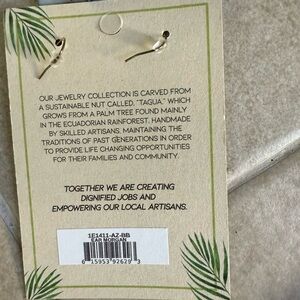 OUR JEWELRY COLLECTION IS CARVED FROM
A SUSTAINABLE NUT CALLED, "TAGUA," WHICH
GROWS FROM A PALM TREE FOUND MAINLY
IN THE ECUADORIAN RAINFOREST. HANDMADE
BY SKILLED ARTISANS, MAINTAINING THE
TRADITIONS OF PAST GENERATIONS IN ORDER
TO PROVIDE LIFE CHANGING OPPORTUNITIES
FOR THEIR FAMILIES AND COMMUNITY.
TOGETHER WE ARE CREATING
DIGNIFIED JOBS AND
EMPOWERING OUR LOCAL ARTISANS.
1E1411-AZ-BB
EAR MORGAN
6 15953 92629 3